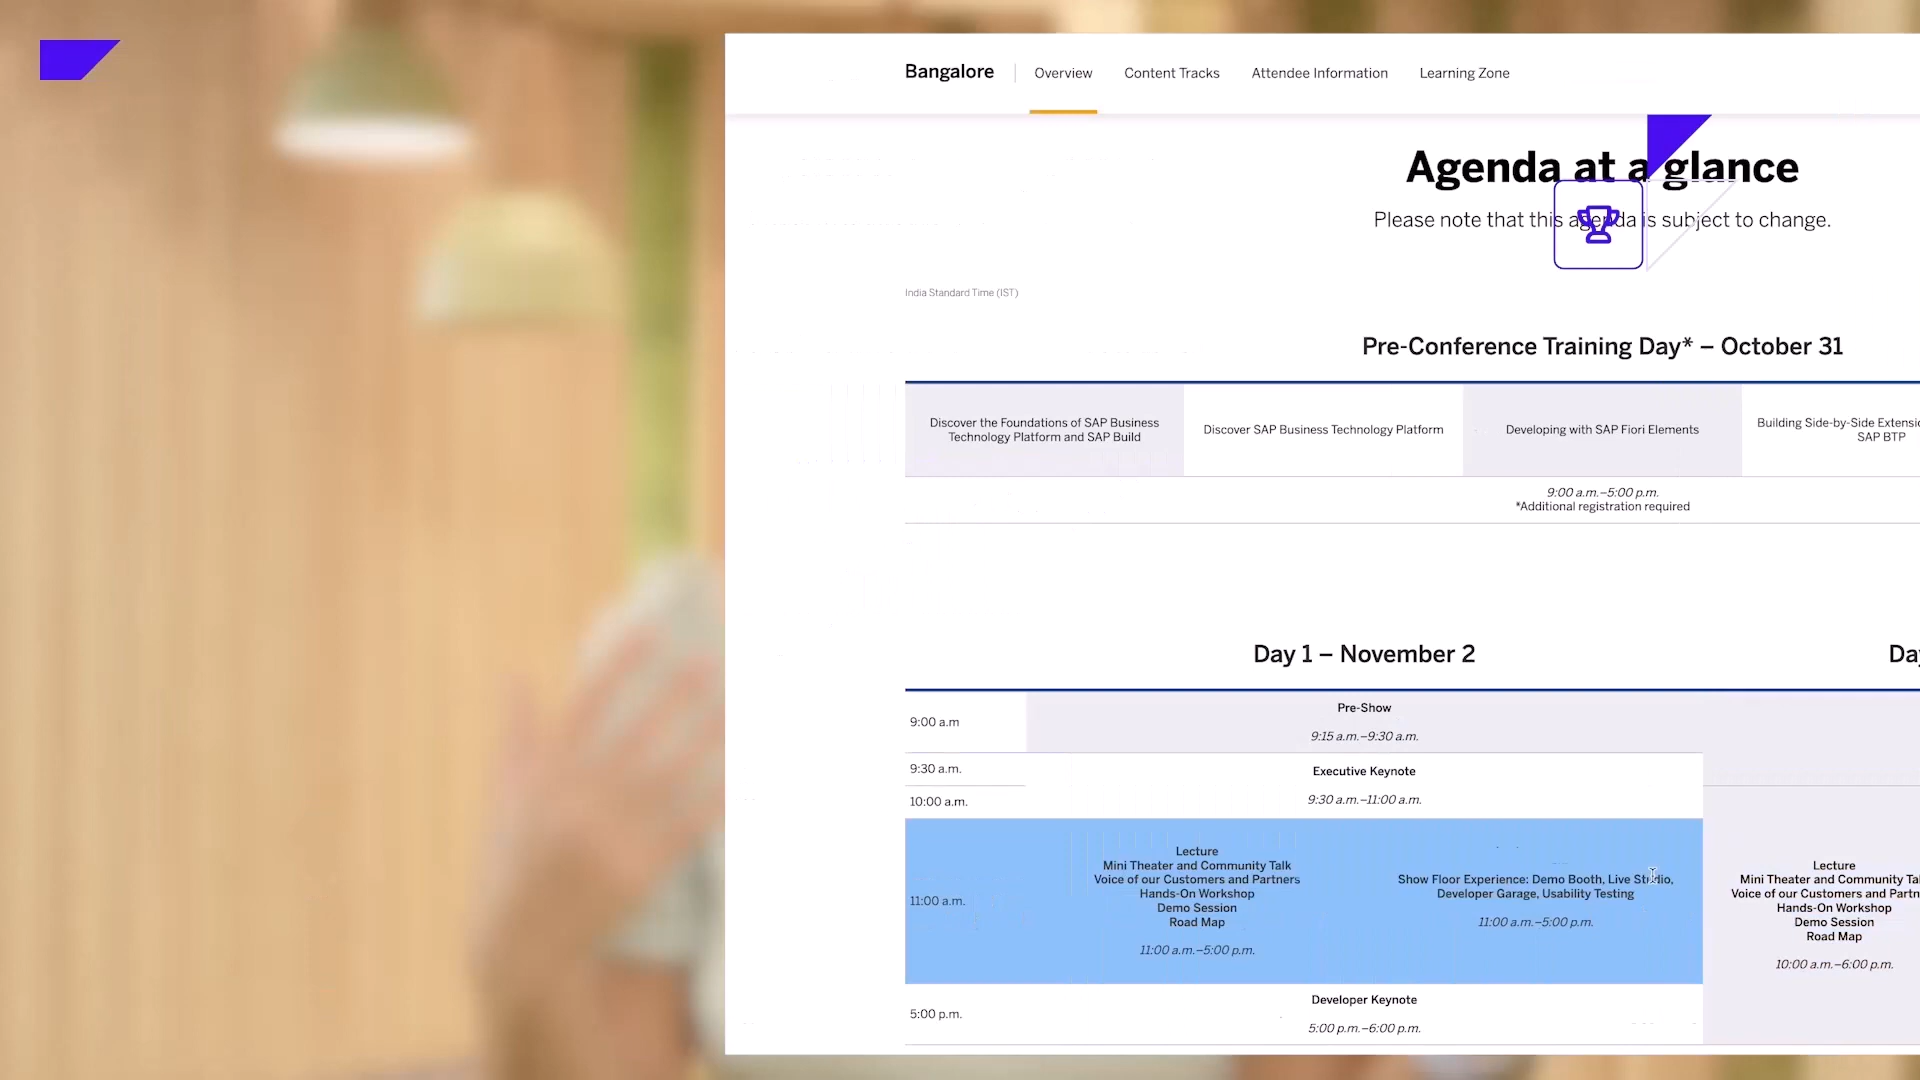 Bangalore
Overview
Content Tracks
Attendee Information
Learning Zone
Agenda at a glance
Please note that this agenda is subject to change.
India Standard Time (IST)
Pre-Conference Training Day* – October 31
Discover the Foundations of SAP Business
Technology Platform and SAP Build
Discover SAP Business Technology Platform
Developing with SAP Fiori Elements
Building Side-by-Side
SAP BTP
9:00 a.m.–5:00 p.m.
*Additional registration required
Day 1 – November 2
9:00 a.m
Pre-Show
9:15 a.m.–9:30 a.m.
9:30 a.m.
Executive Keynote
10:00 a.m.
9:30 a.m.–11:00 a.m.
11:00 a.m.
Lecture
Mini Theater and Community Talk
Voice of our Customers and Partners
Hands-On Workshop
Demo Session
Road Map
11:00 a.m.–5:00 p.m.
Show Floor Experience: Demo Booth, Live Studio,
Developer Garage, Usability Testing
11:00 a.m.–5:00 p.m.
Lecture
Mini Theater and Community
Voice of our Customers and
Hands-On Workshop
Demo Session
Road Map
10:00 a.m.–6:00 p.m.
5:00 p.m.
Developer Keynote
5:00 p.m.–6:00 p.m.